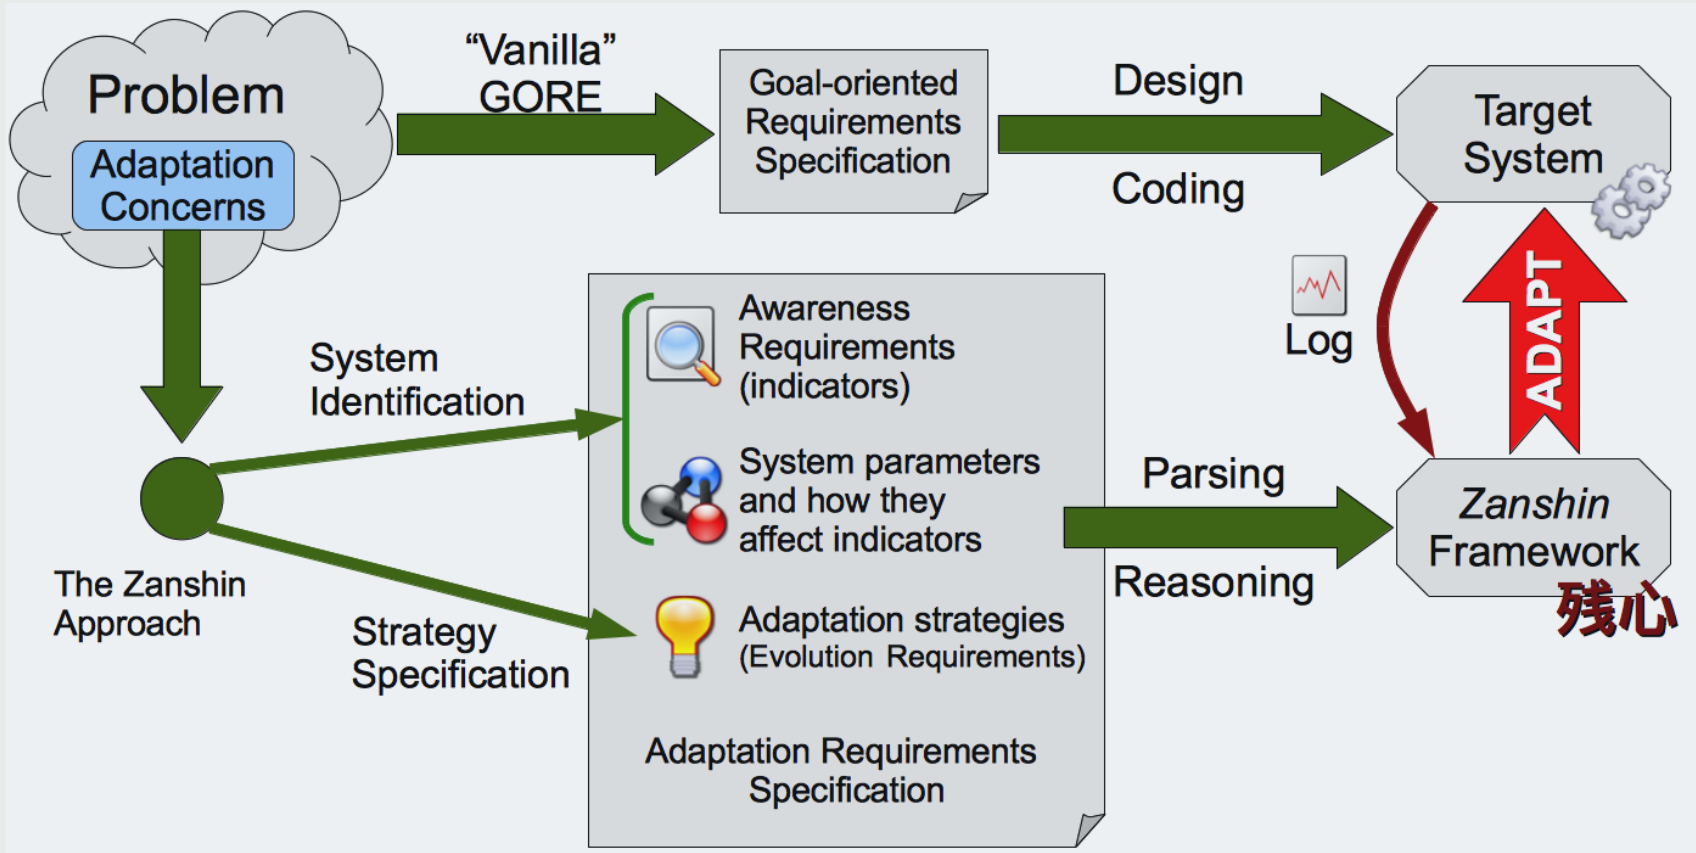 Problem
Adaptation
Concerns
“Vanilla”
GORE
Goal-oriented
Requirements
Specification
Design
Coding
Target
System
The Zanshin
Approach
System
Identification
Strategy
Specification
Awareness
Requirements
(indicators)
System parameters
and how they
affect indicators
Adaptation strategies
(Evolution Requirements)
Adaptation Requirements
Specification
Parsing
Reasoning
Log
ADAPT
Zanshin
Framework
残心